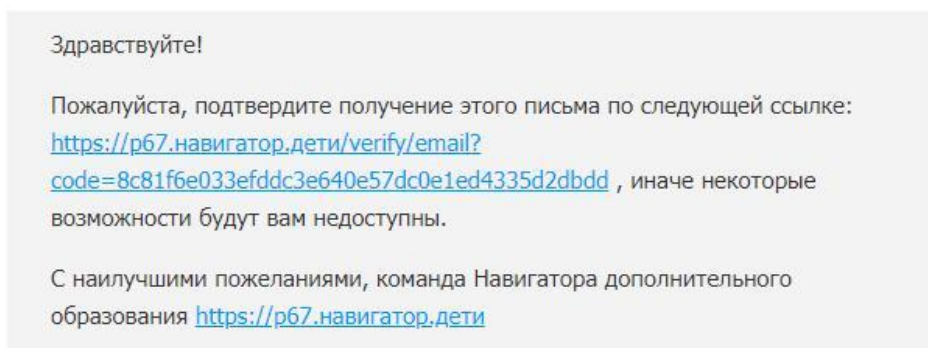 Здравствуйте!
Пожалуйста, подтвердите получение этого письма по следующей ссылке:
https://р67.навигатор.дети/verify/email?
code=8c81f6e033efddc3e640e57dc0e1ed4335d2dbdd , иначе некоторые
возможности будут вам недоступны.
С наилучшими пожеланиями, команда Навигатора дополнительного
образования https://р67.навигатор.дети